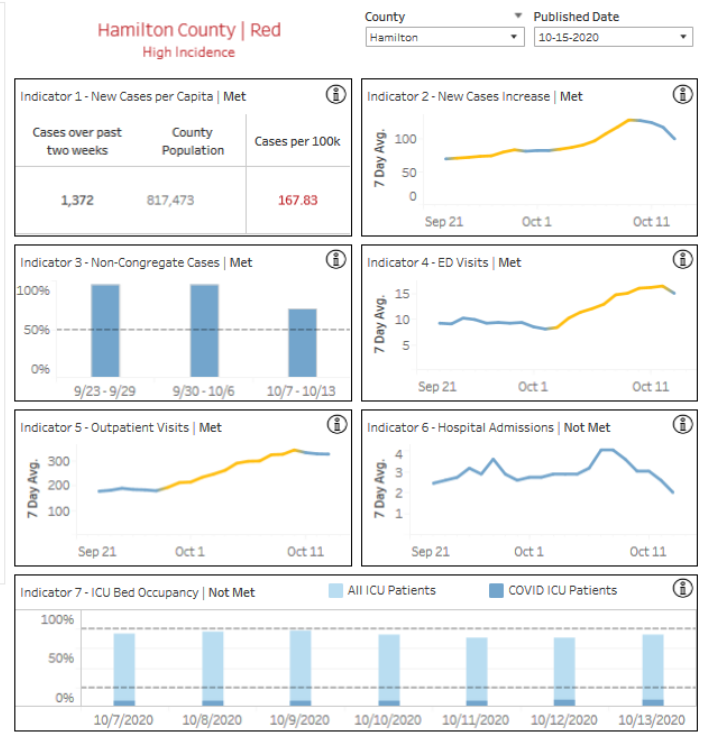 Hamilton County | Red
High Incidence
County
Hamilton
Published Date
10-15-2020
Indicator 1 - New Cases per Capita | Met
Cases over past two weeks
County Population
Cases per 100k
1,372
817,473
167.83
Indicator 2 - New Cases Increase | Met
7 Day Avg.
100
50
0
Sep 21
Oct 1
Oct 11
Indicator 3 - Non-Congregate Cases | Met
100%
50%
0%
9/23 - 9/29
9/30 - 10/6
10/7 - 10/13
Indicator 4 - ED Visits | Met
7 Day Avg.
15
10
5
Sep 21
Oct 1
Oct 11
Indicator 5 - Outpatient Visits | Met
7 Day Avg.
300
200
100
Sep 21
Oct 1
Oct 11
Indicator 6 - Hospital Admissions | Not Met
7 Day Avg.
4
3
2
1
Sep 21
Oct 1
Oct 11
Indicator 7 - ICU Bed Occupancy | Not Met
All ICU Patients
COVID ICU Patients
100%
50%
0%
10/7/2020
10/8/2020
10/9/2020
10/10/2020
10/11/2020
10/12/2020
10/13/2020